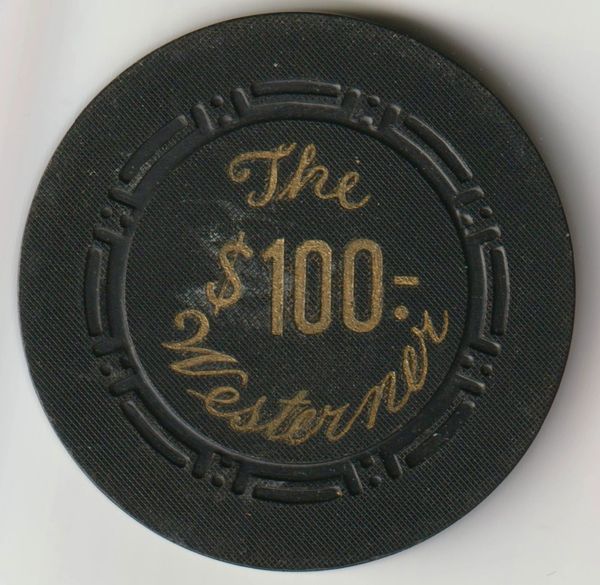 The
$100.-
Westerner